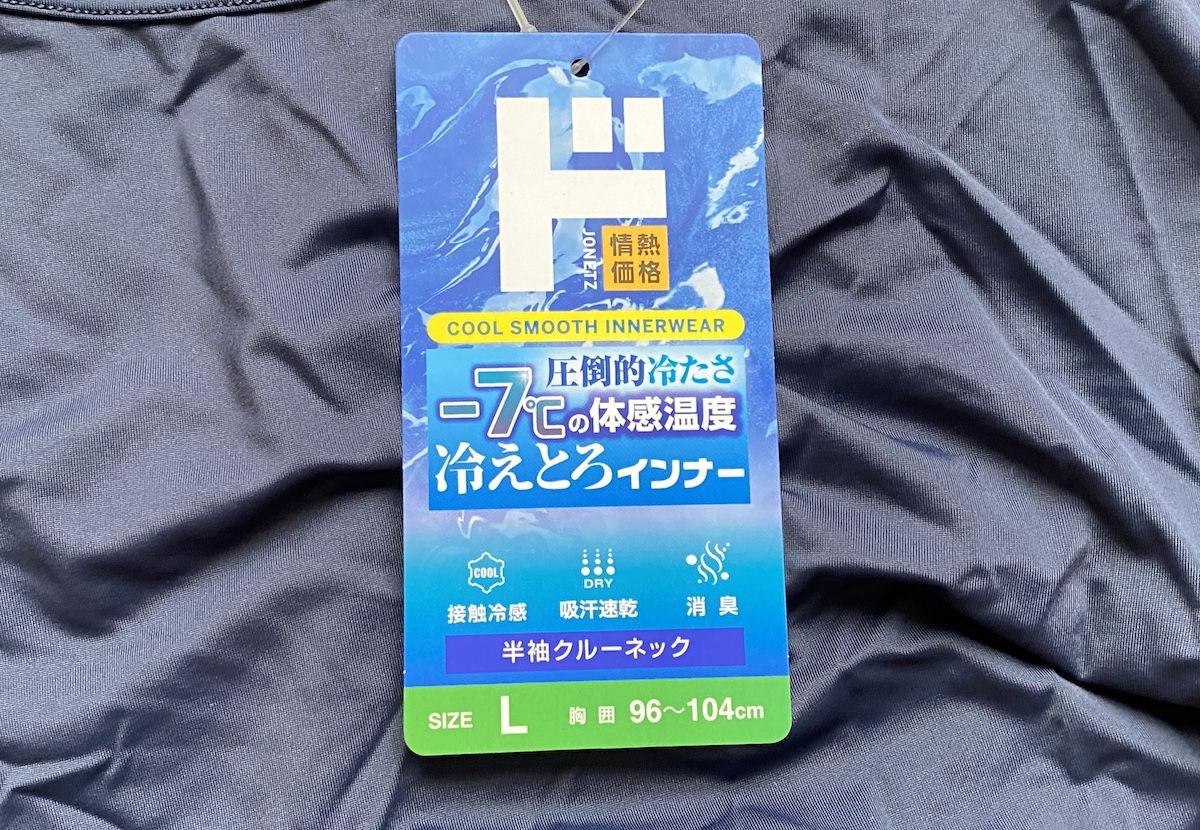 ド
JONETZ
情熱
価格
COOL SMOOTH INNERWEAR
圧倒的冷たさ
-7℃の体感温度
冷えとろインナー
COOL
DRY
接触冷感 吸汗速乾 消臭
半袖クルーネック
SIZE L 胸囲 96〜104cm